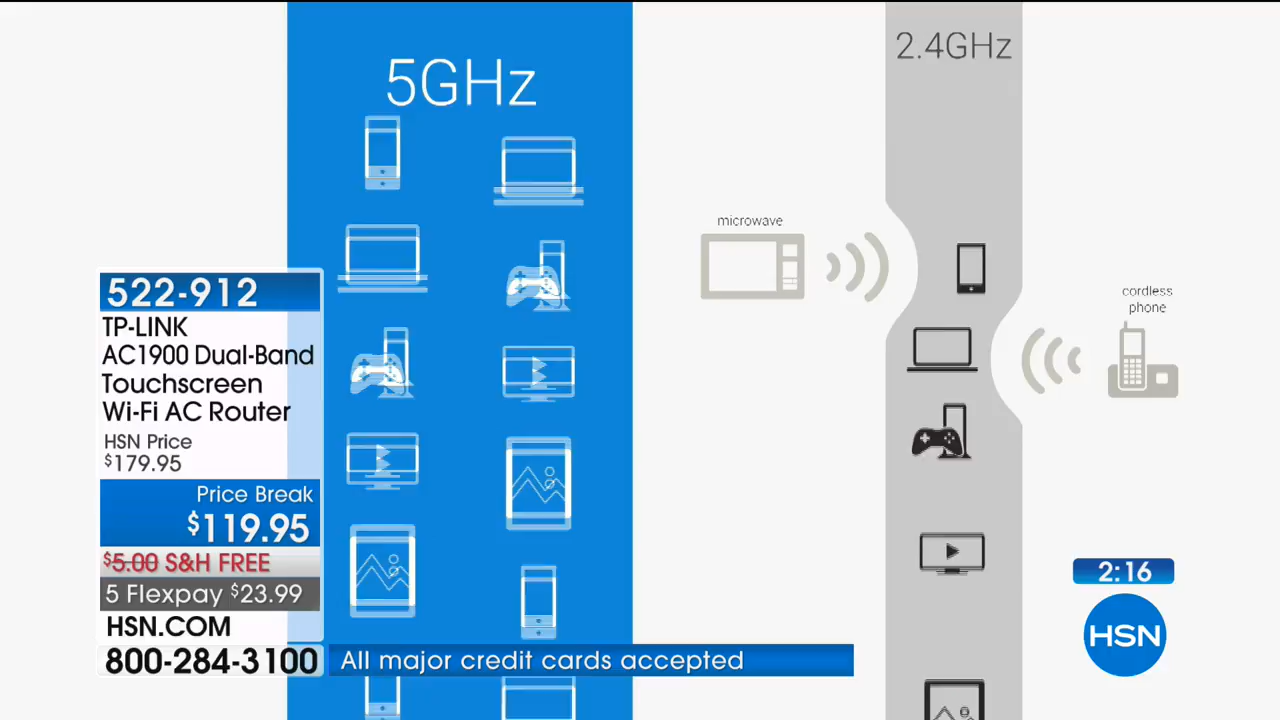 5GHz
2.4GHz
microwave
cordless
phone
522-912
TP-LINK
AC1900 Dual-Band
Touchscreen
Wi-Fi AC Router
HSN Price
$179.95
Price Break
$119.95
$5.00 S&H FREE
5 Flexpay $23.99
HSN.COM
800-284-3100
All major credit cards accepted
2:16
HSN